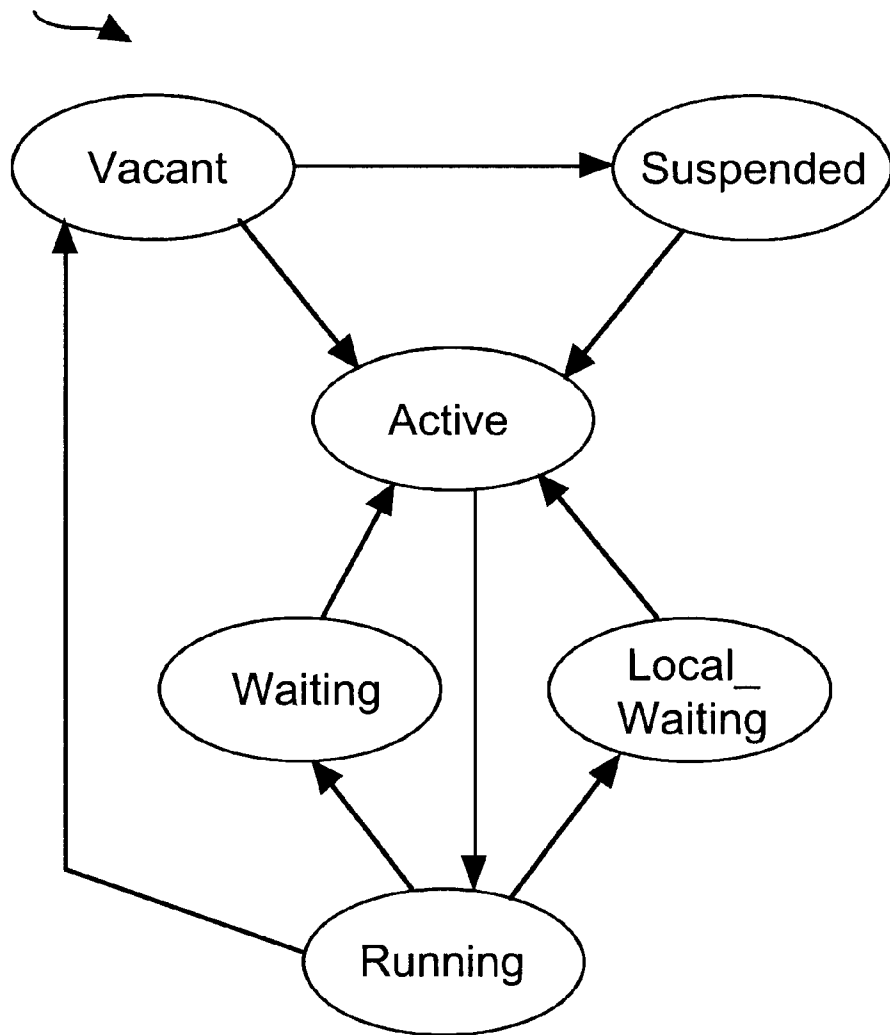 Vacant
Suspended
Active
Waiting
Local_
Waiting
Running